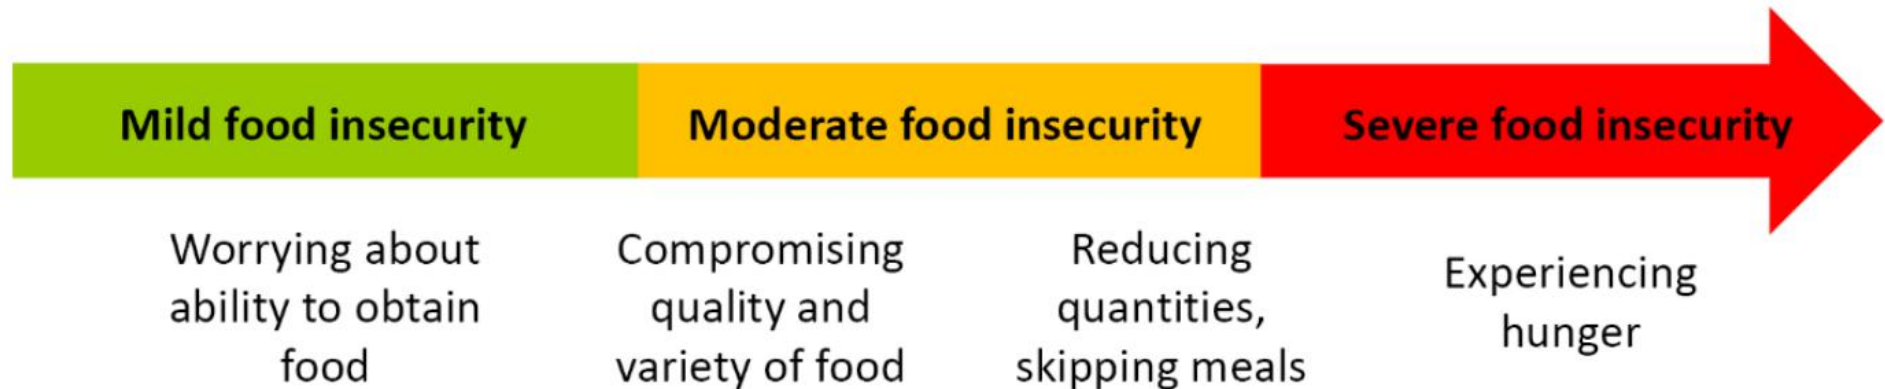 Mild food insecurity
Moderate food insecurity
Severe food insecurity
Worrying about
ability to obtain
food
Compromising
quality and
variety of food
Reducing
quantities,
skipping meals
Experiencing
hunger